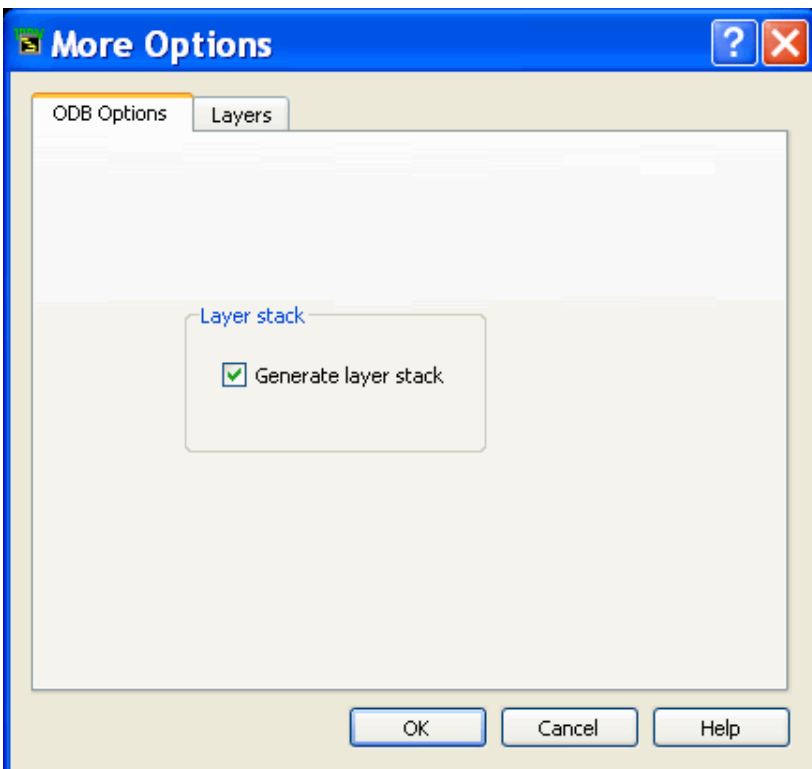 More Options
?
ODB Options
Layers
Layer stack
Generate layer stack
OK
Cancel
Help